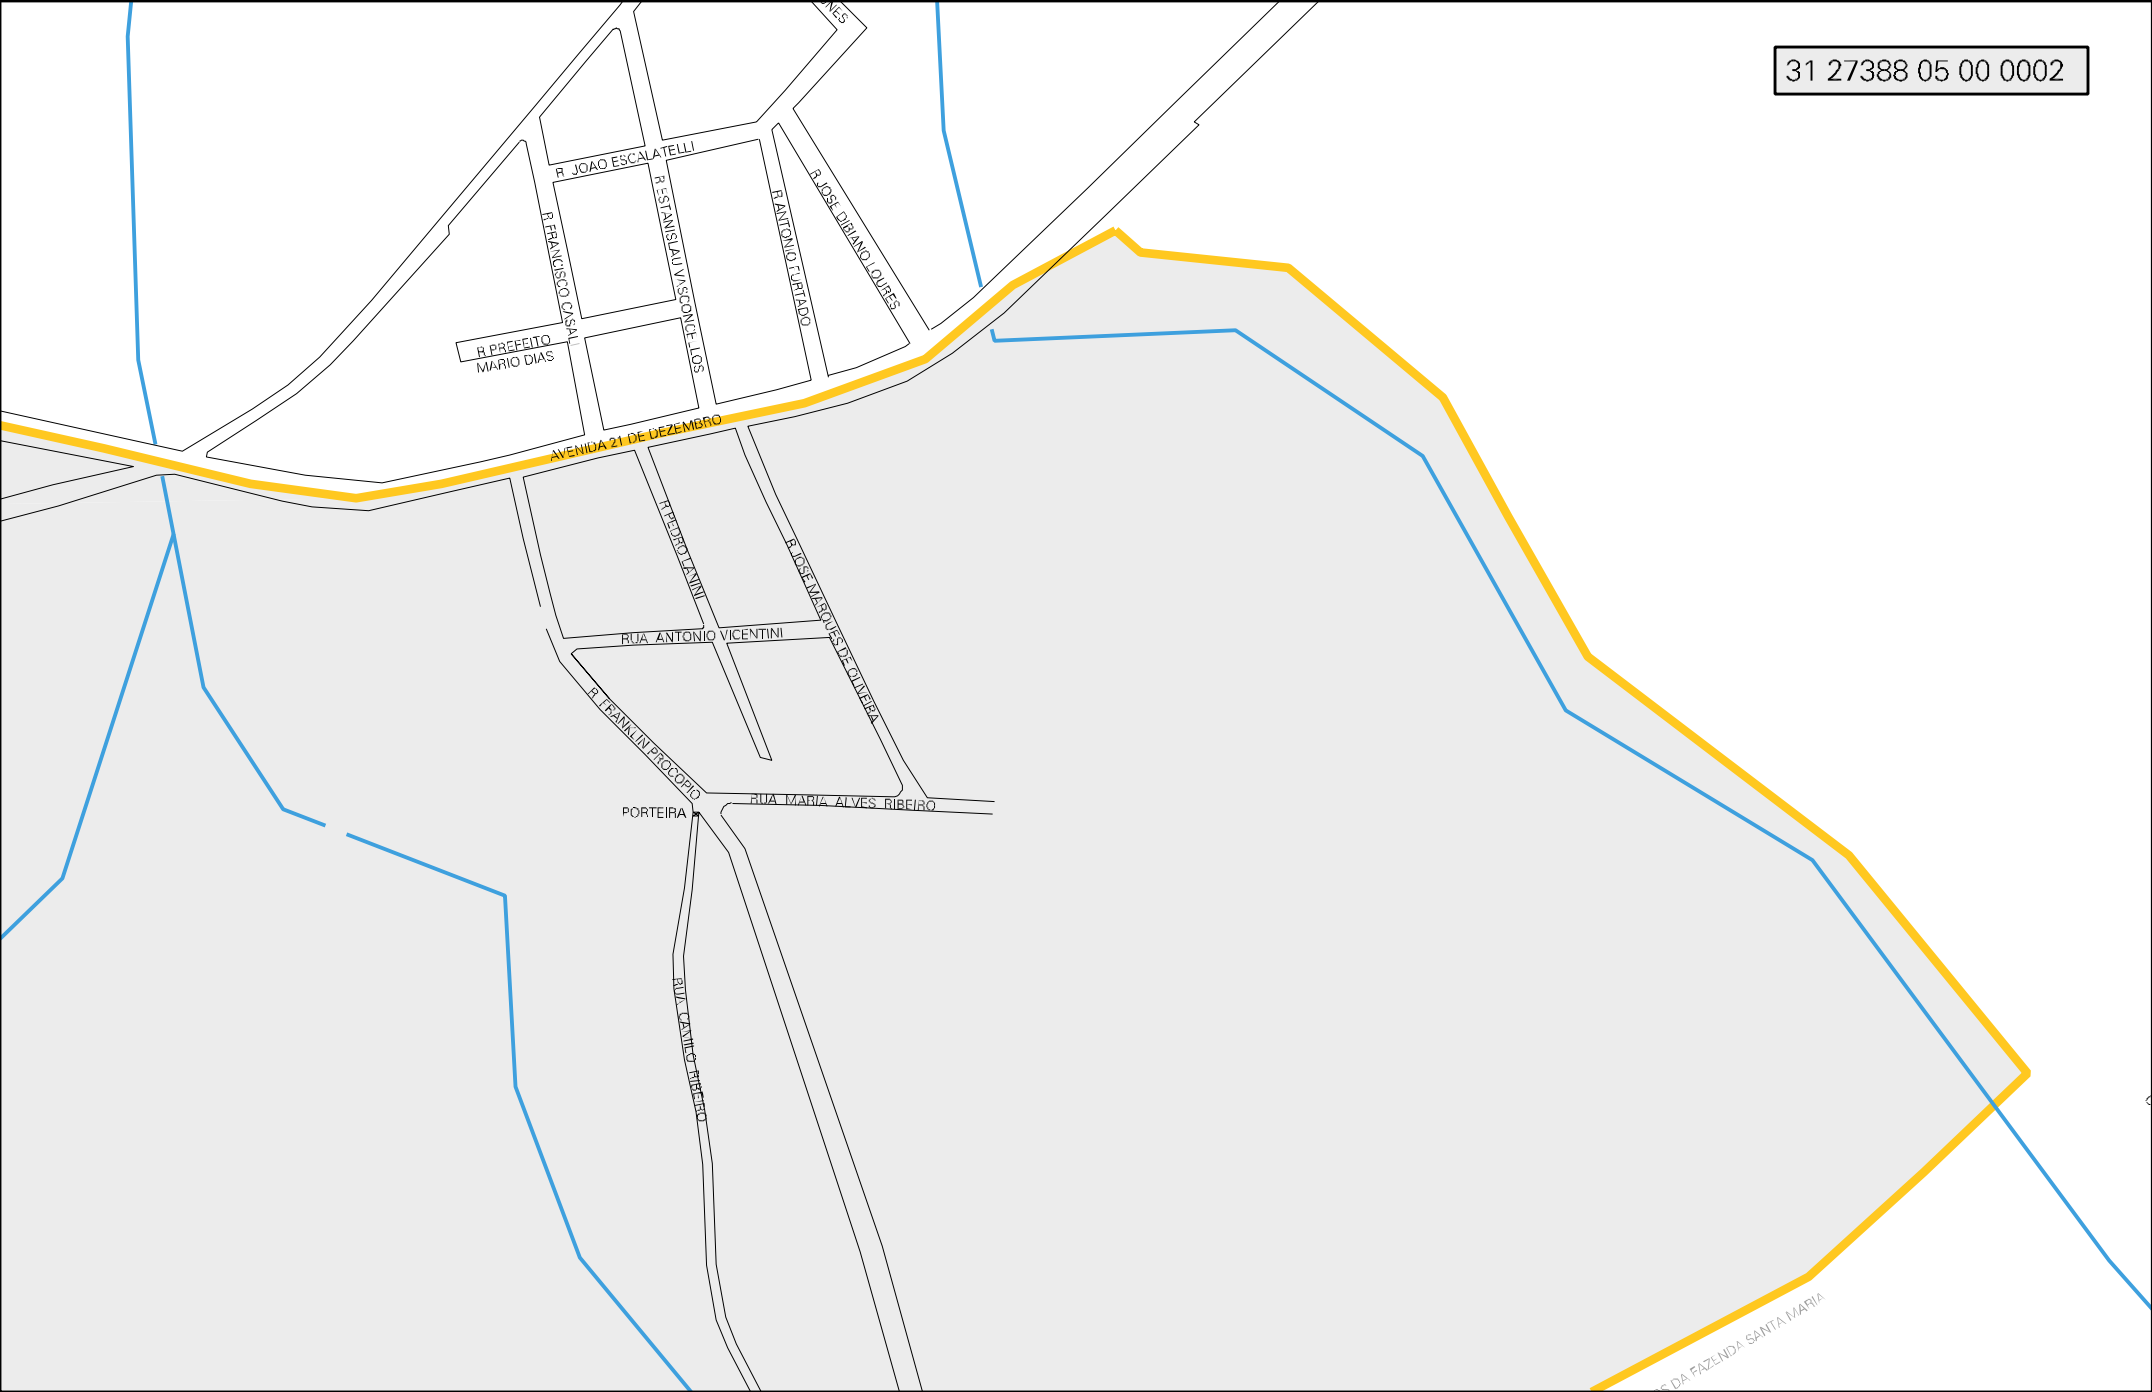 31 27388 05 00 0002
R JOAO ESCALATELLI
R ESTANISLAU VASCONCELOS
R FRANCISCO CASALI
R ANTONIO FURTADO
R JOSE DIBIANO LOURES
R PREFEITO
MARIO DIAS
AVENIDA 21 DE DEZEMBRO
R PEDRO LANINI
R JOSE MARQUES DE OLIVEIRA
RUA ANTONIO VICENTINI
R FRANKLIN PROCOPIO
RUA MARIA ALVES RIBEIRO
PORTEIRA
RUA CAMILO RIBEIRO
DA FAZENDA SANTA MARIA